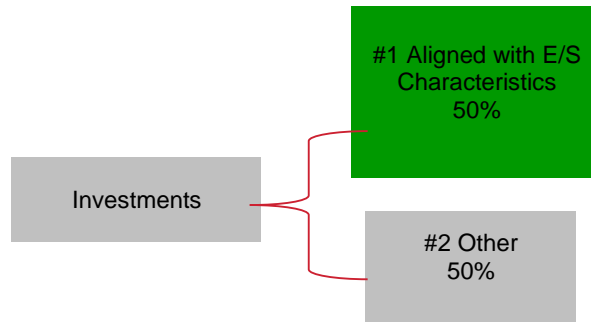 #1 Aligned with E/S
Characteristics
50%
Investments
#2 Other
50%